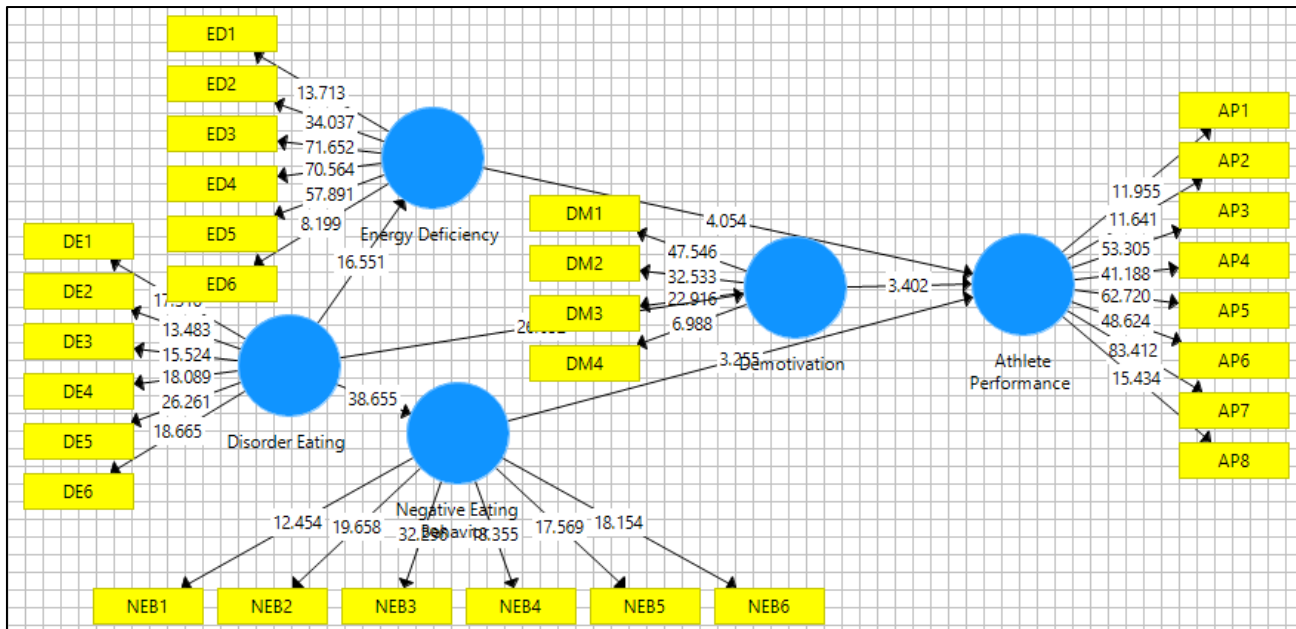 ED1
ED2
ED3
ED4
ED5
ED6
13.713
34.037
71.652
70.564
57.891
8.199
Energy Deficiency
16.551
DE1
DE2
DE3
DE4
DE5
DE6
13.483
15.524
18.089
26.261
18.665
Disorder Eating
38.655
DM1
DM2
DM3
DM4
47.546
32.533
22.916
6.988
Demotivation
4.054
3.402
3.255
AP1
AP2
AP3
AP4
AP5
AP6
AP7
AP8
11.955
11.641
53.305
41.188
62.720
48.624
83.412
15.434
Athlete
Performance
Negative Eating
Behavior
12.454
19.658
18.355
17.569
18.154
NEB1
NEB2
NEB3
NEB4
NEB5
NEB6